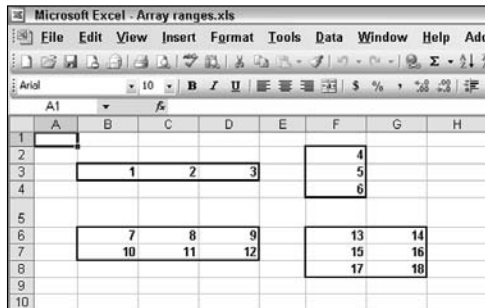 Microsoft Excel - Array ranges.xls
File Edit View Insert Format Tools Data Window Help
Arial 10 B I U $ % ,
A1 fx
A B C D E F G H
1
2 4
3 1 2 3 5
4 6
5
6 7 8 9 13 14
7 10 11 12 15 16
8 17 18
9
10